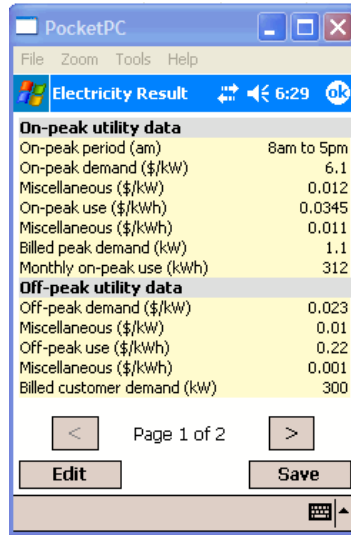 PocketPC
File Zoom Tools Help
Electricity Result 6:29 ok
On-peak utility data
On-peak period (am) 8am to 5pm
On-peak demand ($/kW) 6.1
Miscellaneous ($/kW) 0.012
On-peak use ($/kWh) 0.0345
Miscellaneous ($/kWh) 0.011
Billed peak demand (kW) 1.1
Monthly on-peak use (kWh) 312
Off-peak utility data
Off-peak demand ($/kW) 0.023
Miscellaneous ($/kW) 0.01
Off-peak use ($/kWh) 0.22
Miscellaneous ($/kWh) 0.001
Billed customer demand (kW) 300
< Page 1 of 2 >
Edit Save